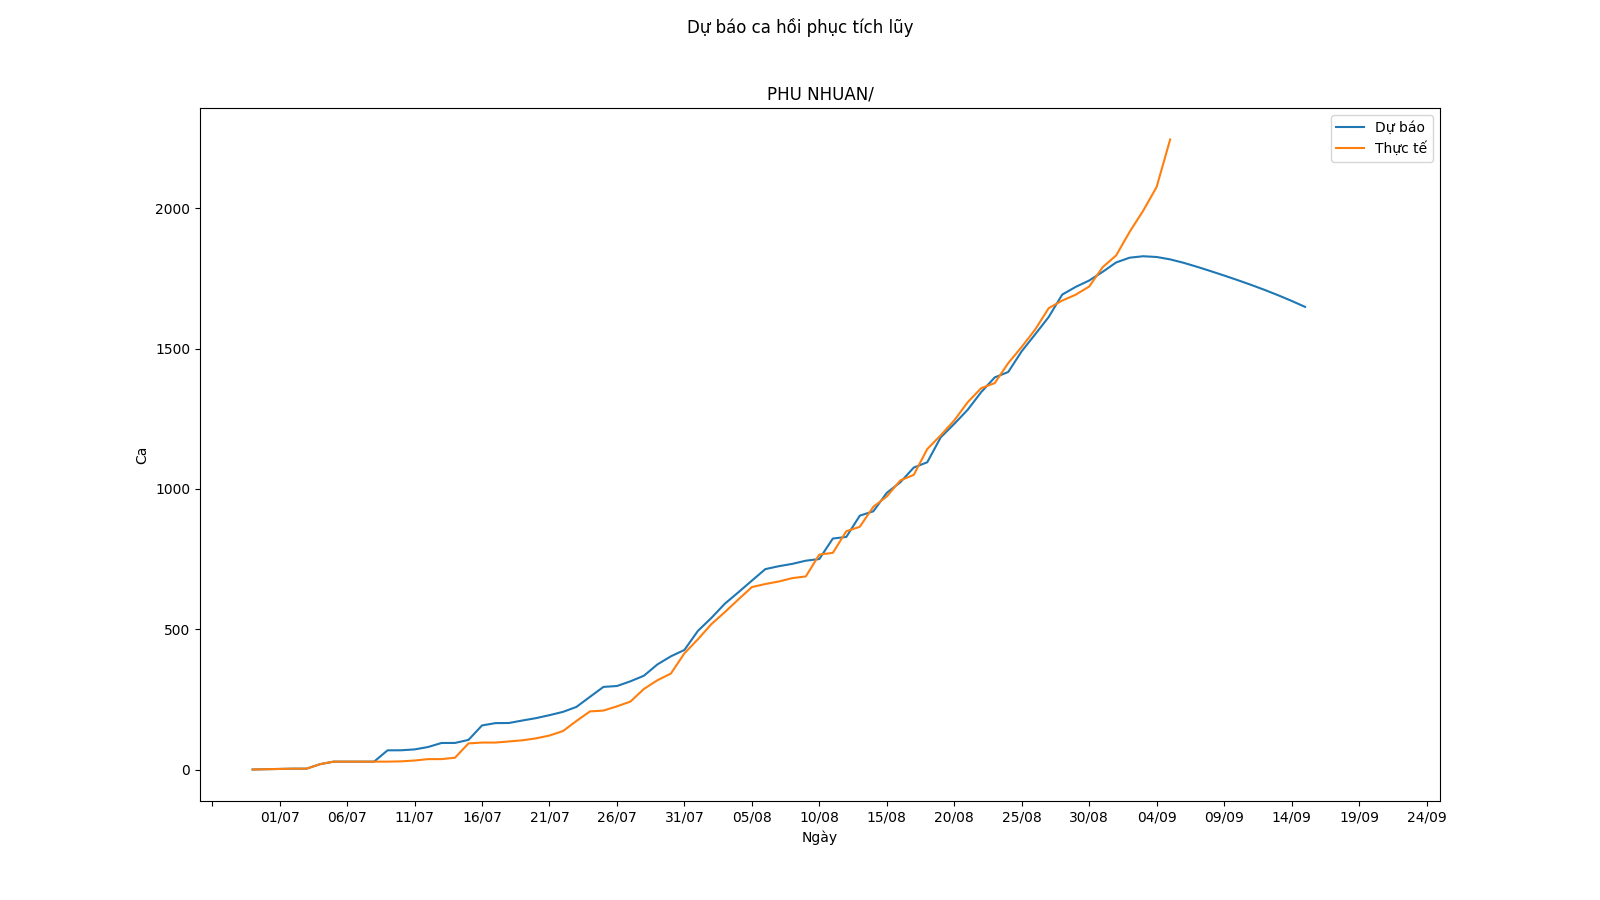 Dự báo ca hồi phục tích lũy
PHU NHUAN/
Dự báo
Thực tế
2000
1500
1000
500
0
Ca
01/07 06/07 11/07 16/07 21/07 26/07 31/07 05/08 10/08 15/08 20/08 25/08 30/08 04/09 09/09 14/09 19/09 24/09
Ngày